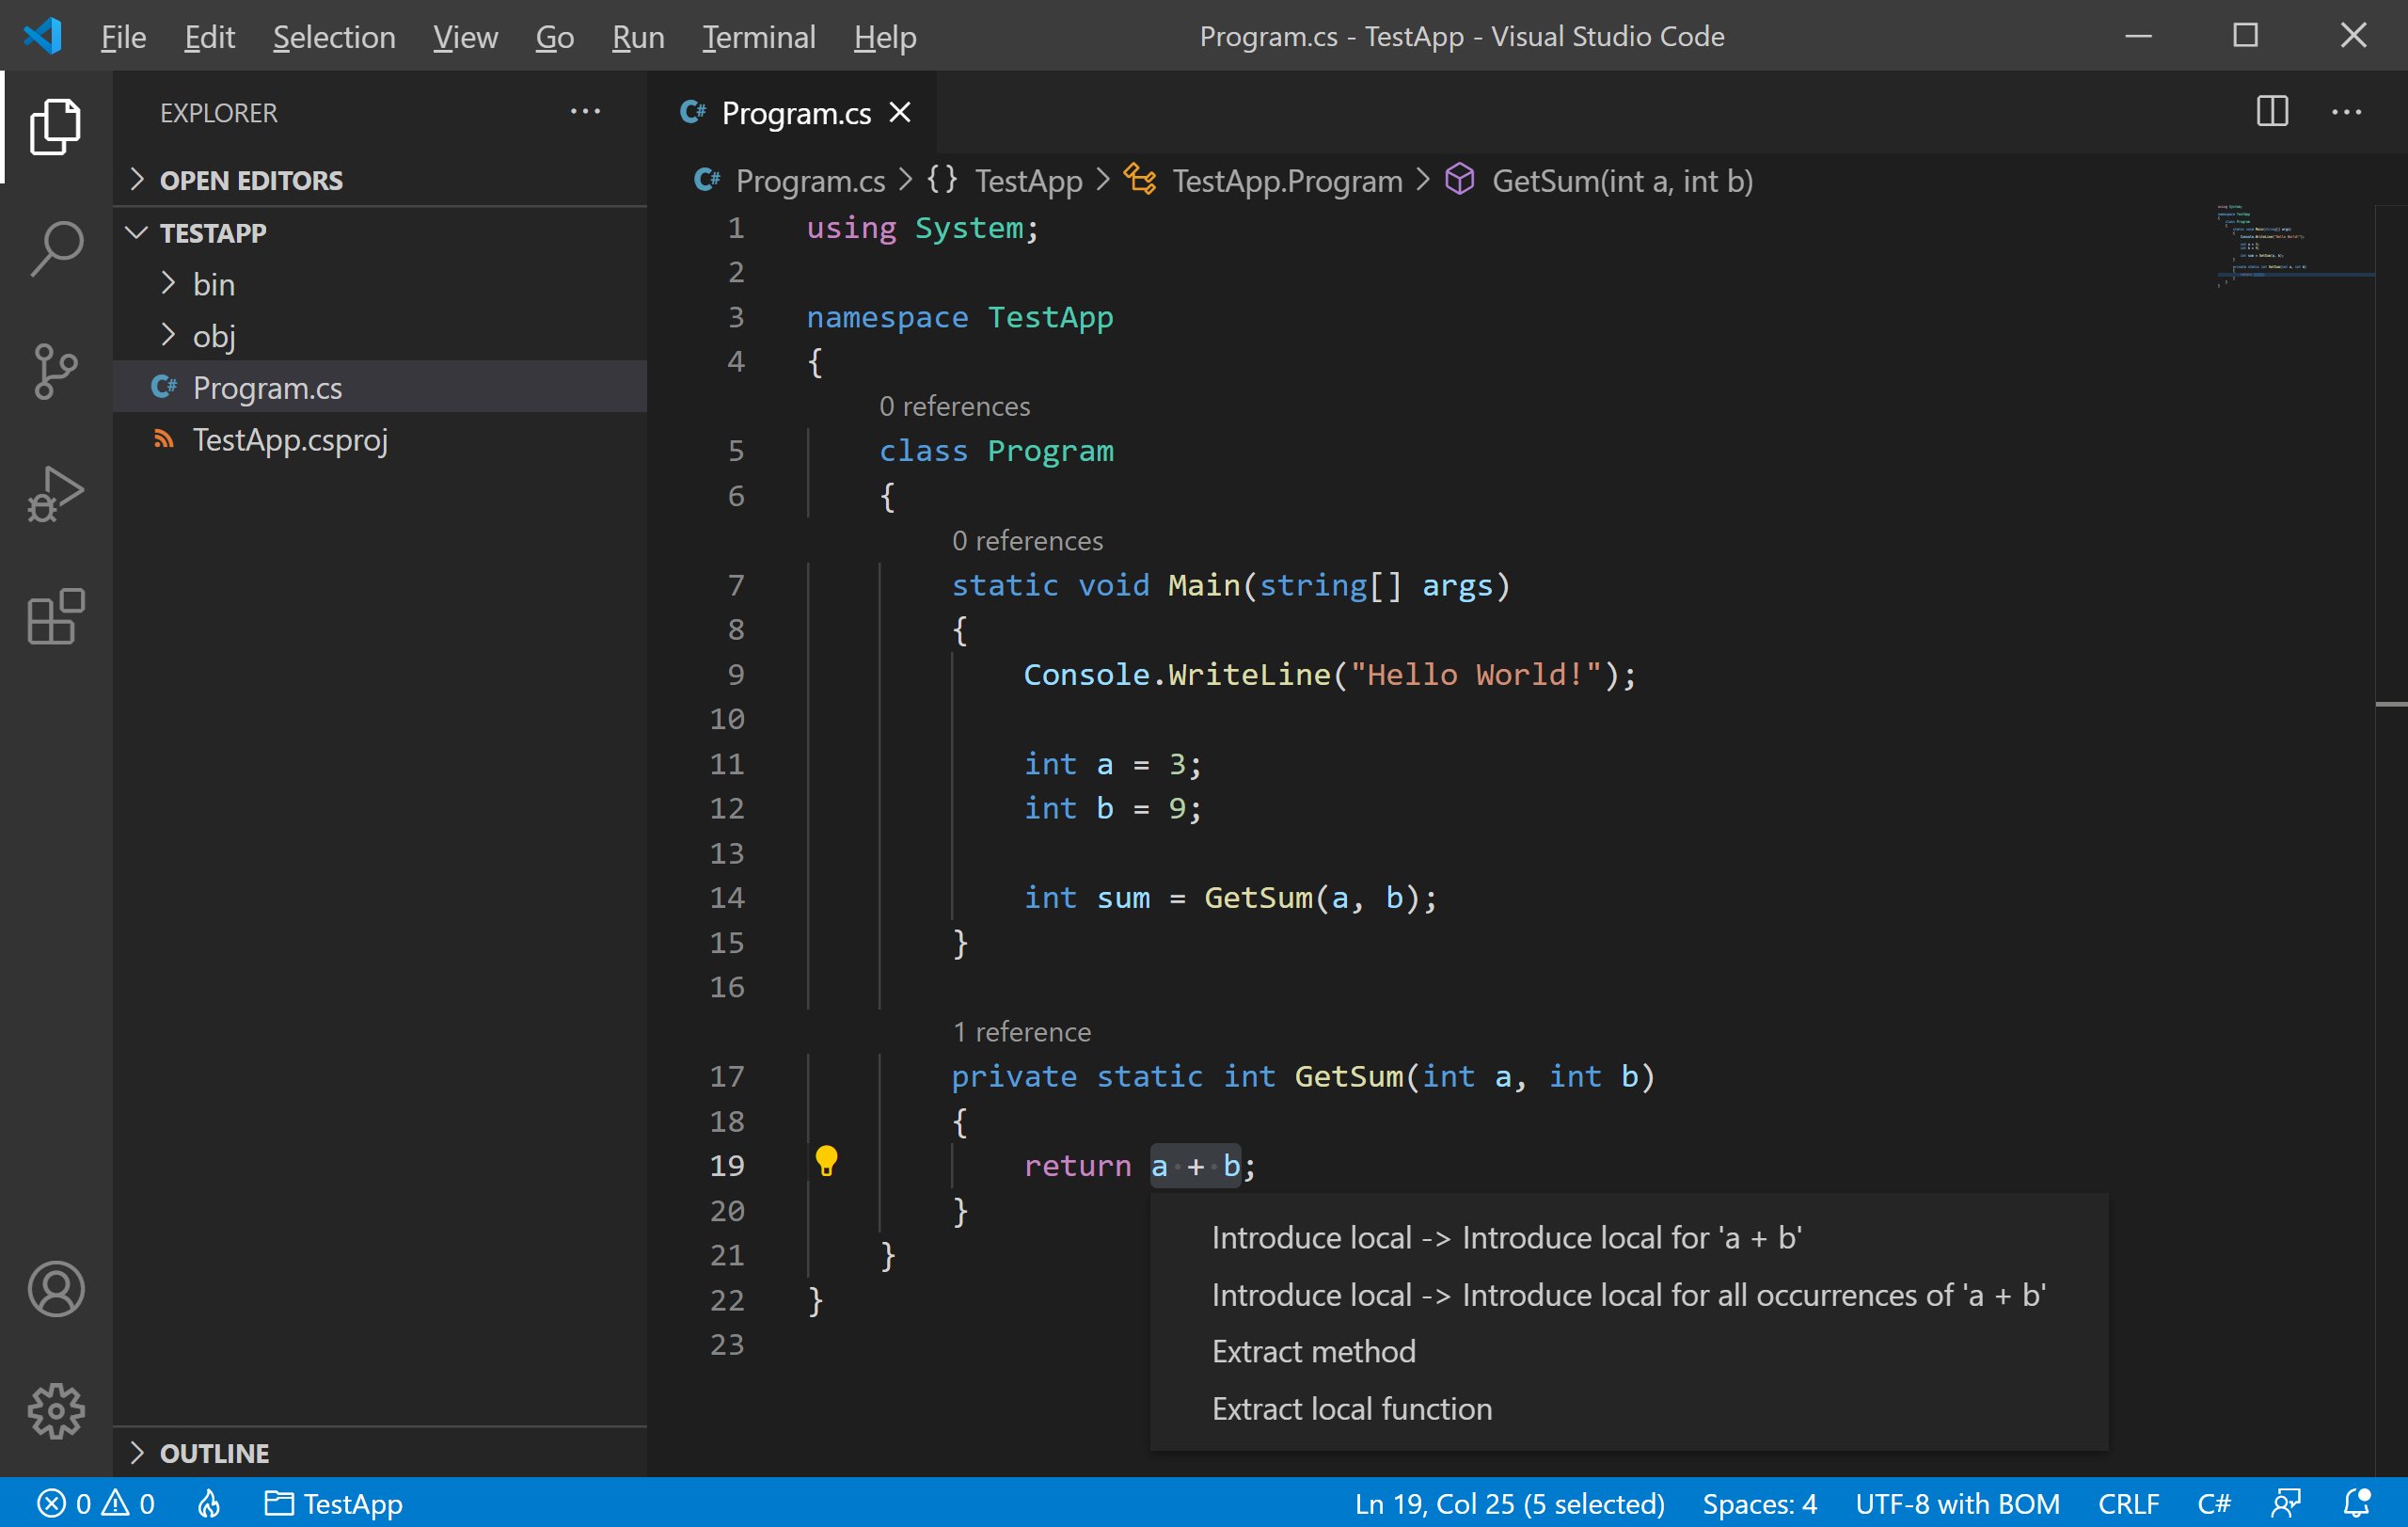 File Edit Selection View Go Run Terminal Help Program.cs - TestApp - Visual Studio Code
EXPLORER
OPEN EDITORS
TESTAPP
bin
obj
Program.cs
TestApp.csproj
OUTLINE
Program.cs
Program.cs > {} TestApp > TestApp.Program > GetSum(int a, int b)
1 using System;
2
3 namespace TestApp
4 {
0 references
5 class Program
6 {
0 references
7 static void Main(string[] args)
8 {
9 Console.WriteLine("Hello World!");
10
11 int a = 3;
12 int b = 9;
13
14 int sum = GetSum(a, b);
15 }
16
1 reference
17 private static int GetSum(int a, int b)
18 {
19 return a + b;
20 }
21 }
22 }
23
Introduce local -> Introduce local for 'a + b'
Introduce local -> Introduce local for all occurrences of 'a + b'
Extract method
Extract local function
0 0 TestApp Ln 19, Col 25 (5 selected) Spaces: 4 UTF-8 with BOM CRLF C#